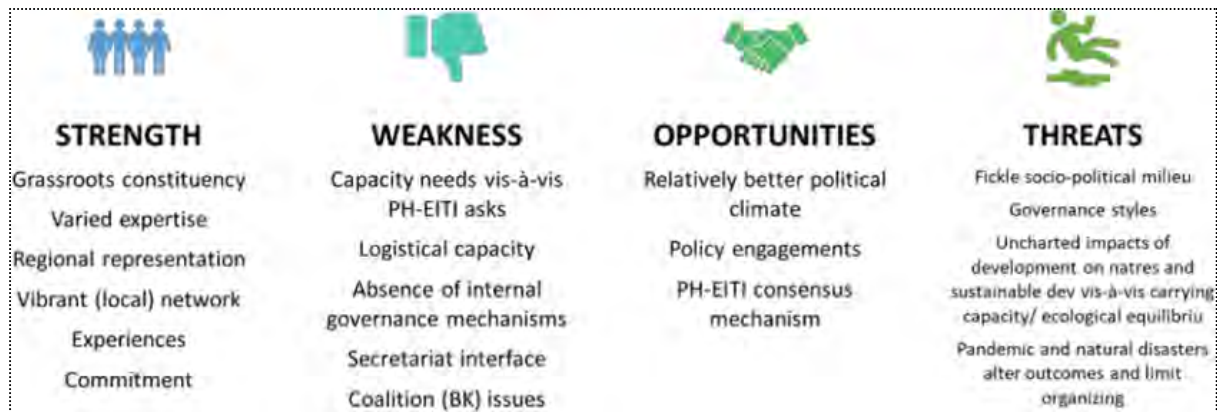 STRENGTH
Grassroots constituency
Varied expertise
Regional representation
Vibrant (local) network
Experiences
Commitment
WEAKNESS
Capacity needs vis-à-vis
PH-EITI asks
Logistical capacity
Absence of internal
governance mechanisms
Secretariat interface
Coalition (BK) issues
OPPORTUNITIES
Relatively better political
climate
Policy engagements
PH-EITI consensus
mechanism
THREATS
Fickle socio-political milieu
Governance styles
Uncharted impacts of
development on natres and
sustainable dev vis-à-vis carrying
capacity/ ecological equilibriu
Pandemic and natural disasters
alter outcomes and limit
organizing